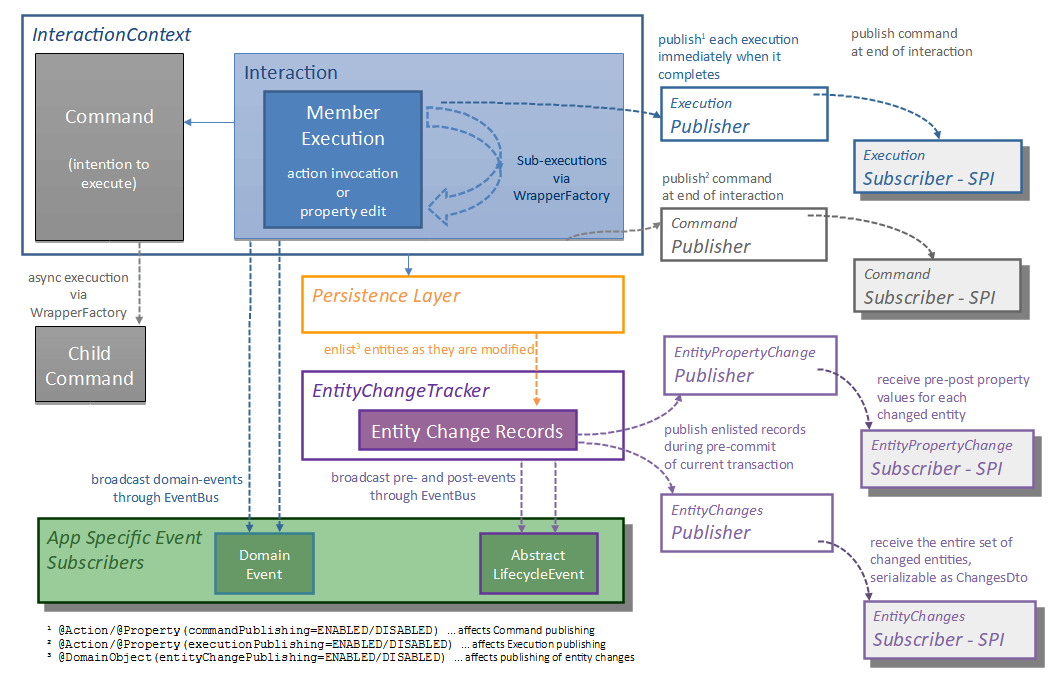 InteractionContext
Command
(intention to
execute)
Interaction
Member
Execution
action invocation
or
property edit
Sub-executions
via
WrapperFactory
publish¹ each execution
immediately when it
completes
publish command
at end of interaction
Execution
Publisher
Execution
Subscriber - SPI
publish² command
at end of interaction
Command
Publisher
Command
Subscriber - SPI
async execution
via
WrapperFactory
Child
Command
Persistence Layer
enlist³ entities as they are modified
EntityChangeTracker
Entity Change Records
EntityPropertyChange
Publisher
receive pre-post property
values for each
changed entity
EntityPropertyChange
Subscriber - SPI
publish enlisted records
during pre-commit
of current transaction
broadcast domain-events
through EventBus
broadcast pre- and post-events
through EventBus
EntityChanges
Publisher
receive the entire set of
changed entities,
serializable as ChangesDto
EntityChanges
Subscriber - SPI
App Specific Event
Subscribers
Domain
Event
Abstract
LifecycleEvent
¹ @Action/@Property(commandPublishing=ENABLED/DISABLED) ... affects Command publishing
² @Action/@Property(executionPublishing=ENABLED/DISABLED) ... affects Execution publishing
³ @DomainObject(entityChangePublishing=ENABLED/DISABLED) ... affects publishing of entity changes